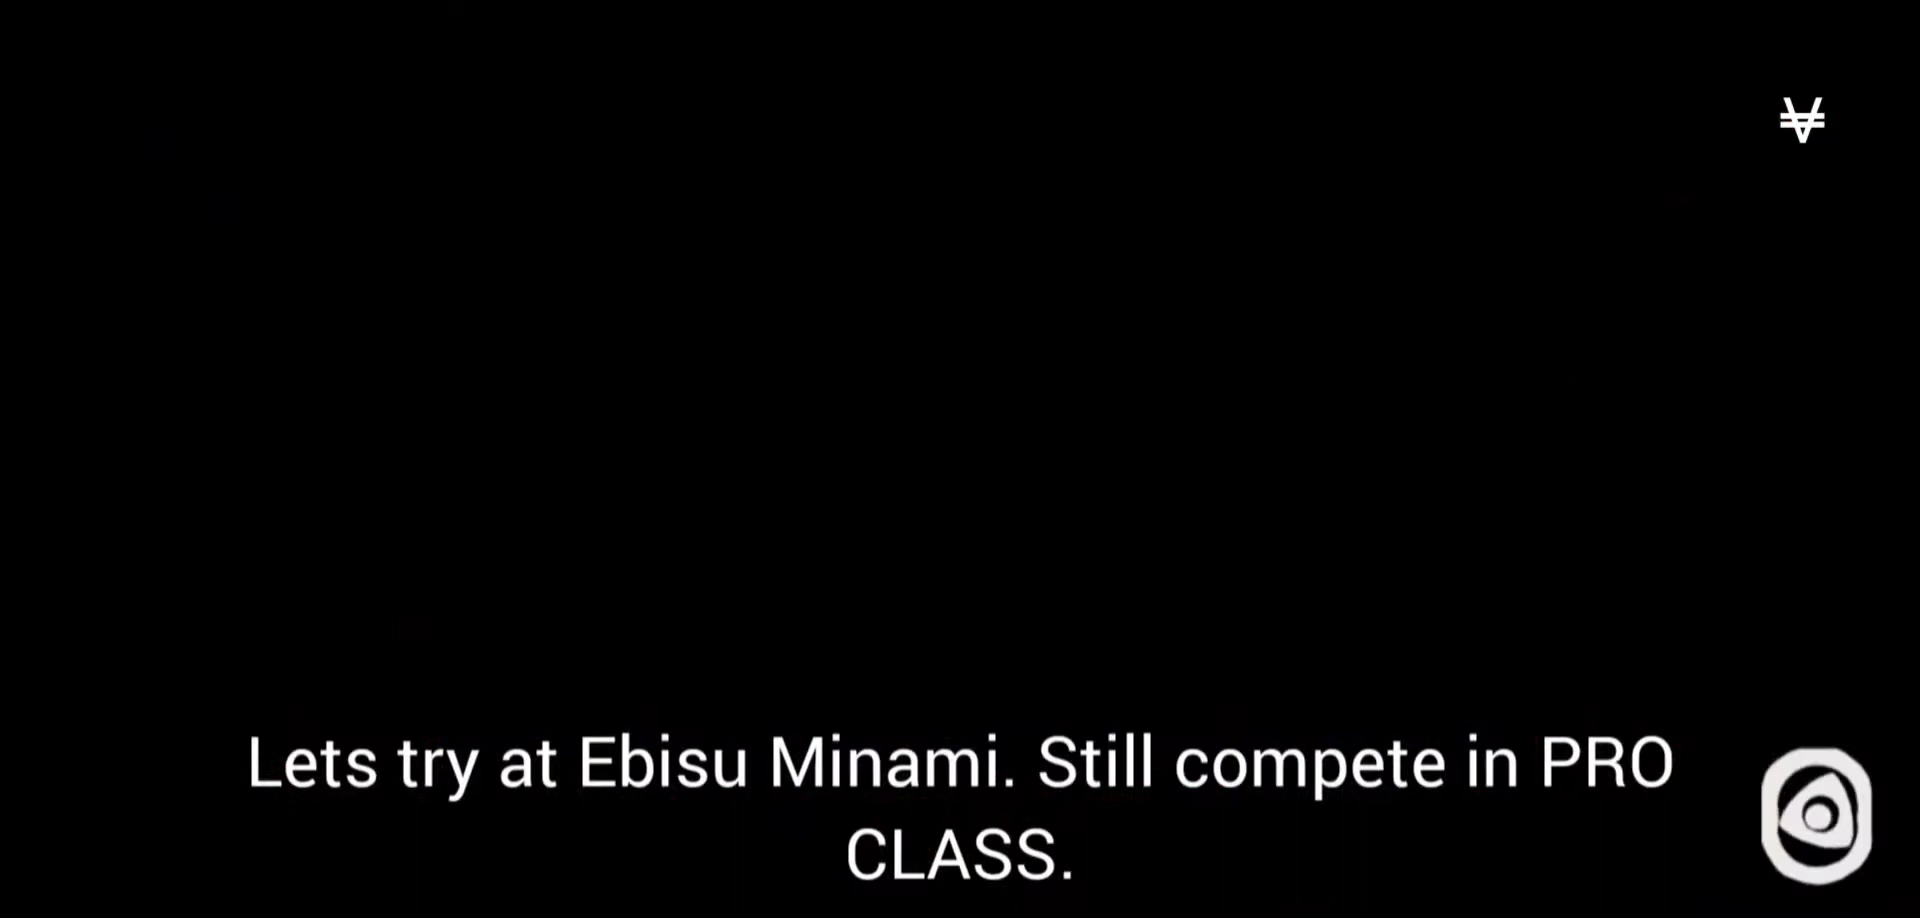 Lets try at Ebisu Minami. Still compete in PRO
CLASS.